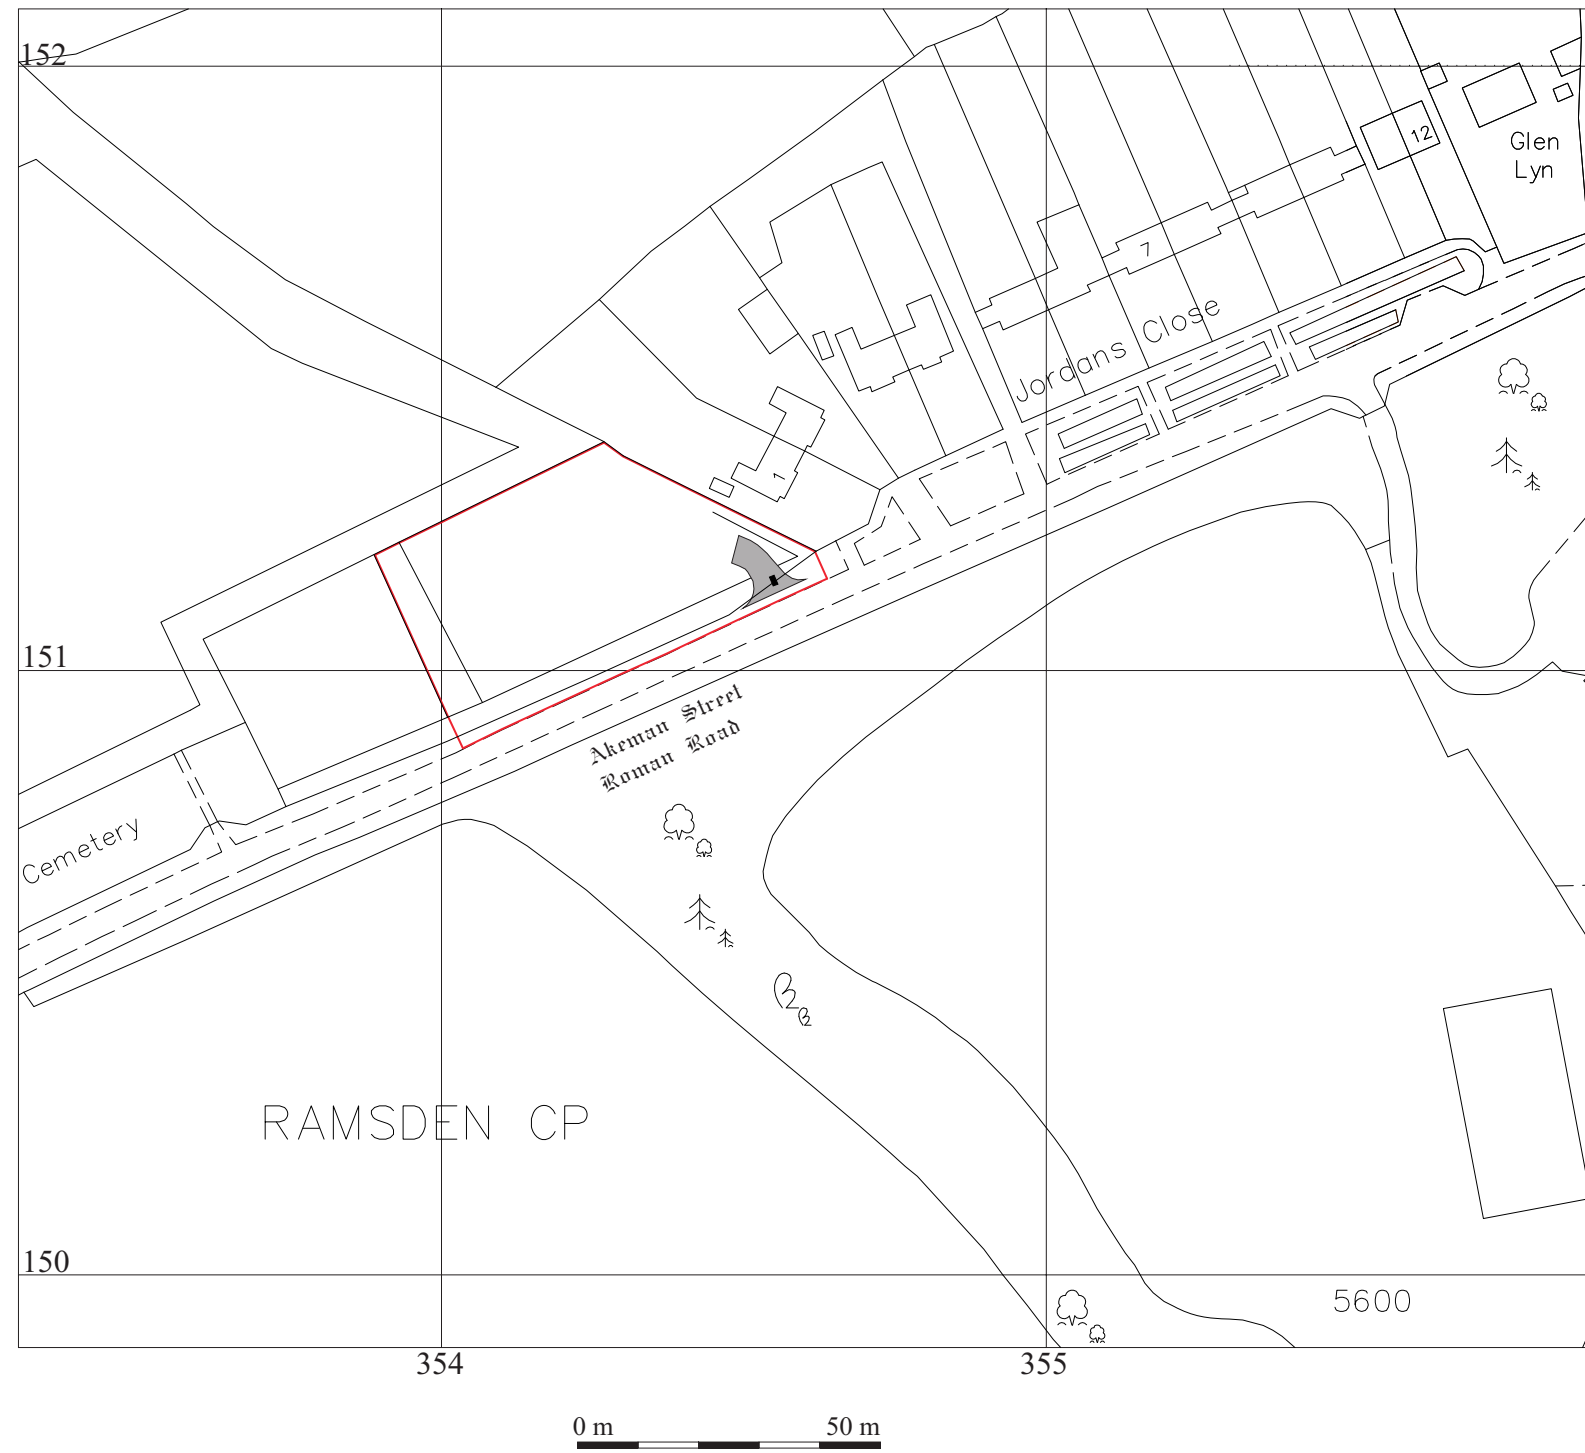 152
12
Glen
Lyn
7
Jordans Close
1
151
Akeman Street
Roman Road
Cemetery
RAMSDEN CP
150
5600
354
355
0 m
50 m